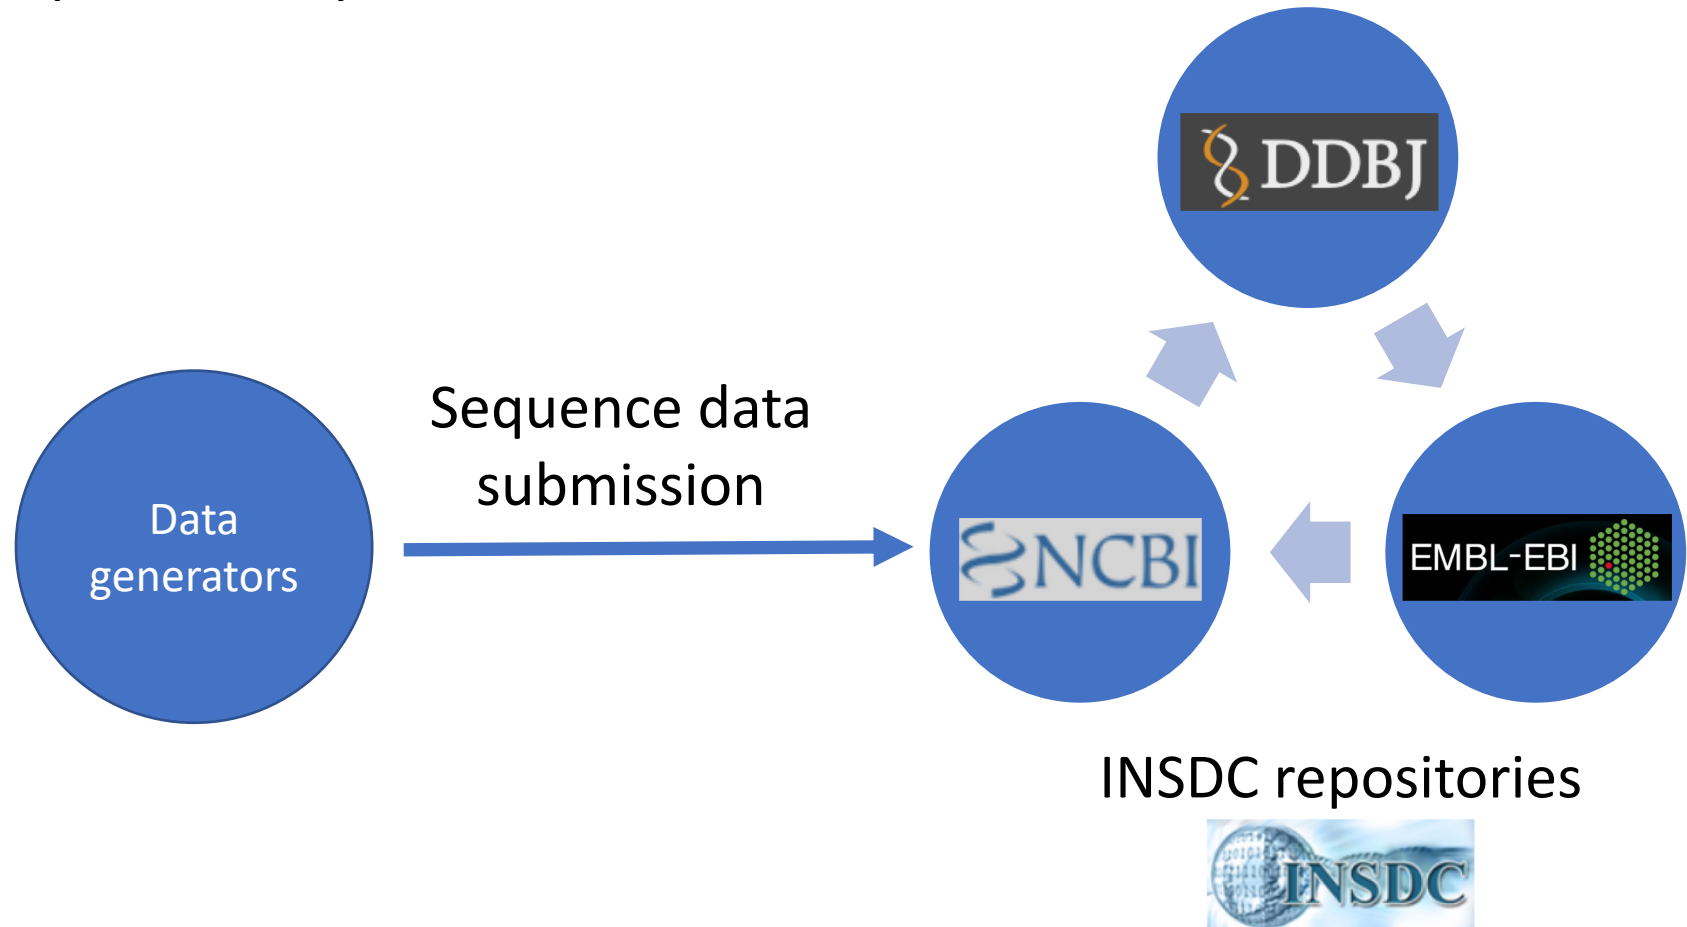 DDBJ
Sequence data
submission
Data
generators
NCBI
EMBL-EBI
INSDC repositories
INSDC